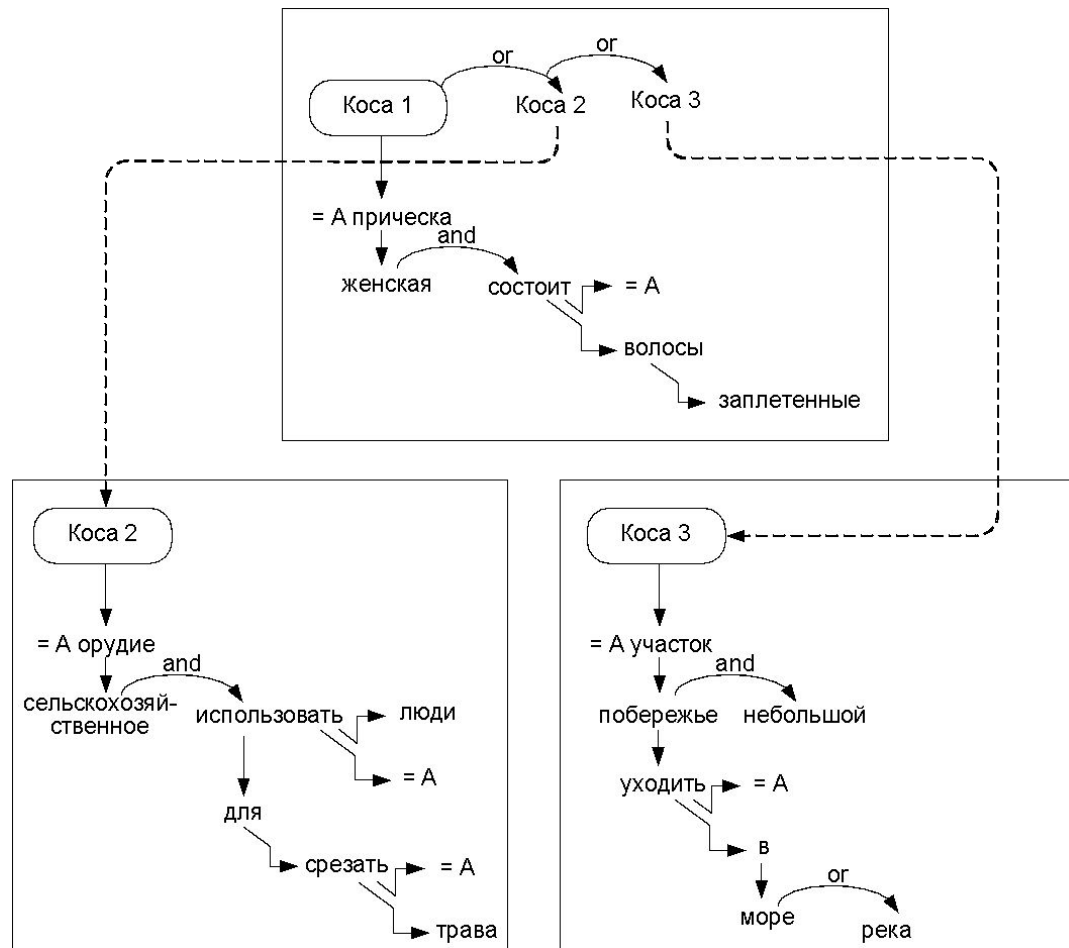 or
or
Коса 1
Коса 2
Коса 3
= А прическа
and
женская
состоит
= А
волосы
заплетенные
Коса 2
= А орудие
and
сельскохозяй-
ственное
использовать
люди
= А
для
срезать
= А
трава
Коса 3
= А участок
and
побережье
небольшой
уходить
= А
в
or
море
река